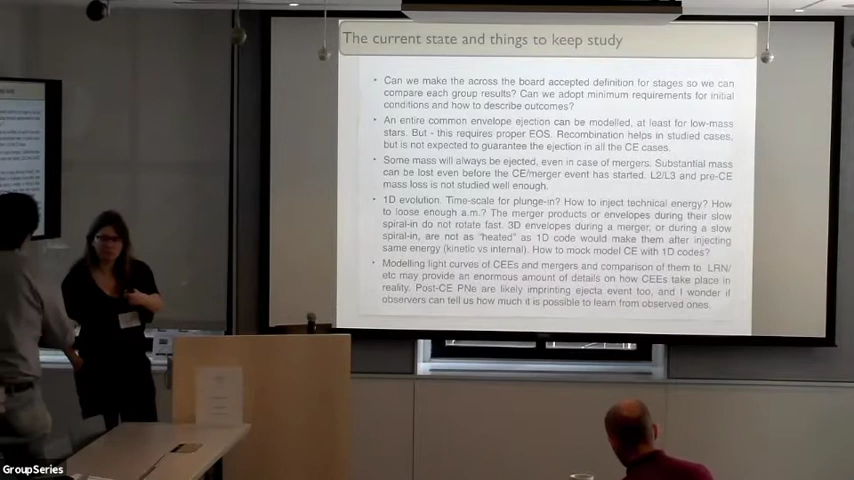 The current state and things to keep study
• Can we make the across the board accepted definition for stages so we can
compare each group results? Can we adopt minimum requirements for initial
conditions and how to describe outcomes?
• An entire common envelope ejection can be modelled, at least for low-mass
stars. But - this requires proper EOS. Recombination helps in studied cases,
but is not expected to guarantee the ejection in all the CE cases.
• Some mass will always be ejected, even in case of mergers. Substantial mass
can be lost even before the CE/merger event has started. L2/L3 and pre-CE
mass loss is not studied well enough.
• 1D evolution. Time-scale for plunge-in? How to inject technical energy? How
to loose enough a.m.? The merger products or envelopes during their slow
spiral-in do not rotate fast. 3D envelopes during a merger, or during a slow
spiral-in, are not as "heated" as 1D code would make them after injecting
same energy (kinetic vs internal). How to mock model CE with 1D codes?
• Modelling light curves of CEEs and mergers and comparison of them to LRN/
etc may provide an enormous amount of details on how CEEs take place in
reality. Post-CE PNe are likely imprinting ejecta event too, and I wonder if
observers can tell us how much it is possible to learn from observed ones.
GroupSeries